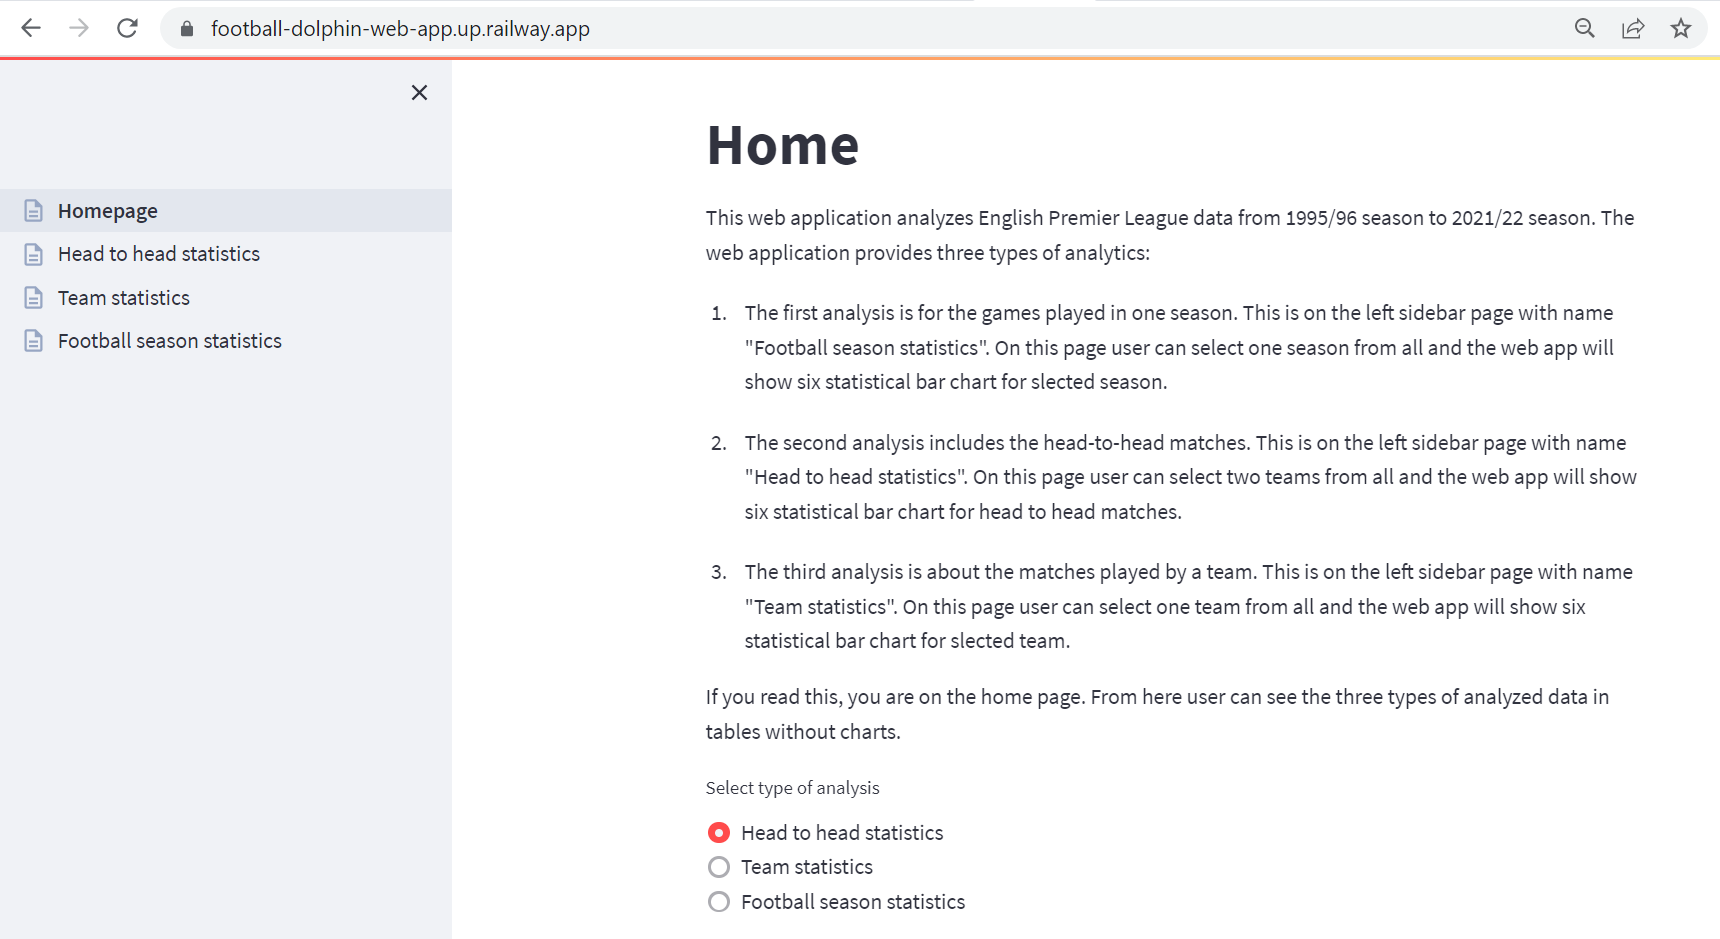 football-dolphin-web-app.up.railway.app
Homepage
Head to head statistics
Team statistics
Football season statistics
Home
This web application analyzes English Premier League data from 1995/96 season to 2021/22 season. The
web application provides three types of analytics:
1. The first analysis is for the games played in one season. This is on the left sidebar page with name
"Football season statistics". On this page user can select one season from all and the web app will
show six statistical bar chart for slected season.
2. The second analysis includes the head-to-head matches. This is on the left sidebar page with name
"Head to head statistics". On this page user can select two teams from all and the web app will show
six statistical bar chart for head to head matches.
3. The third analysis is about the matches played by a team. This is on the left sidebar page with name
"Team statistics". On this page user can select one team from all and the web app will show six
statistical bar chart for slected team.
If you read this, you are on the home page. From here user can see the three types of analyzed data in
tables without charts.
Select type of analysis
Head to head statistics
Team statistics
Football season statistics